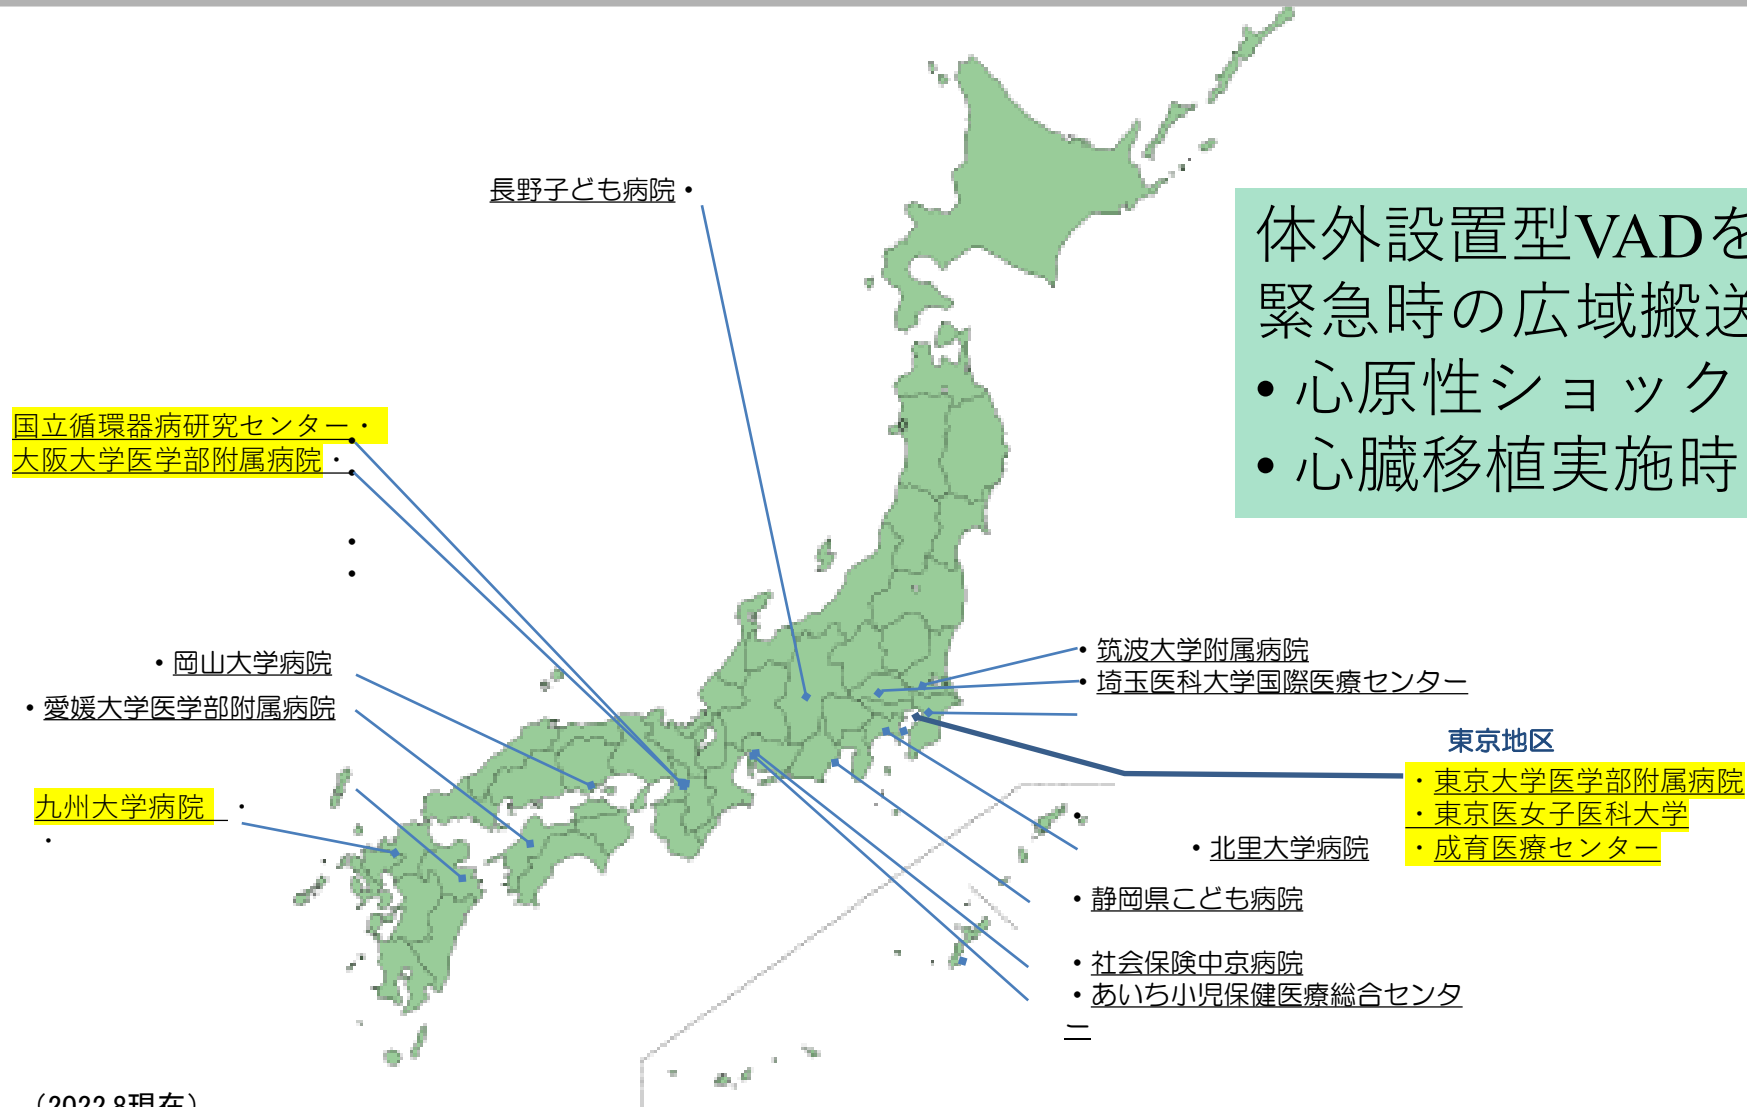 長野子ども病院・
体外設置型VADを
緊急時の広域搬送
• 心原性ショック
• 心臓移植実施時
国立循環器病研究センター・
大阪大学医学部附属病院・
• 岡山大学病院
• 愛媛大学医学部附属病院
九州大学病院 ・
• 筑波大学附属病院
• 埼玉医科大学国際医療センター
東京地区
・東京大学医学部附属病院
・東京医女子医科大学
・成育医療センター
• 北里大学病院
• 静岡県こども病院
• 社会保険中京病院
• あいち小児保健医療総合センタ
ー
(2022.8現在)